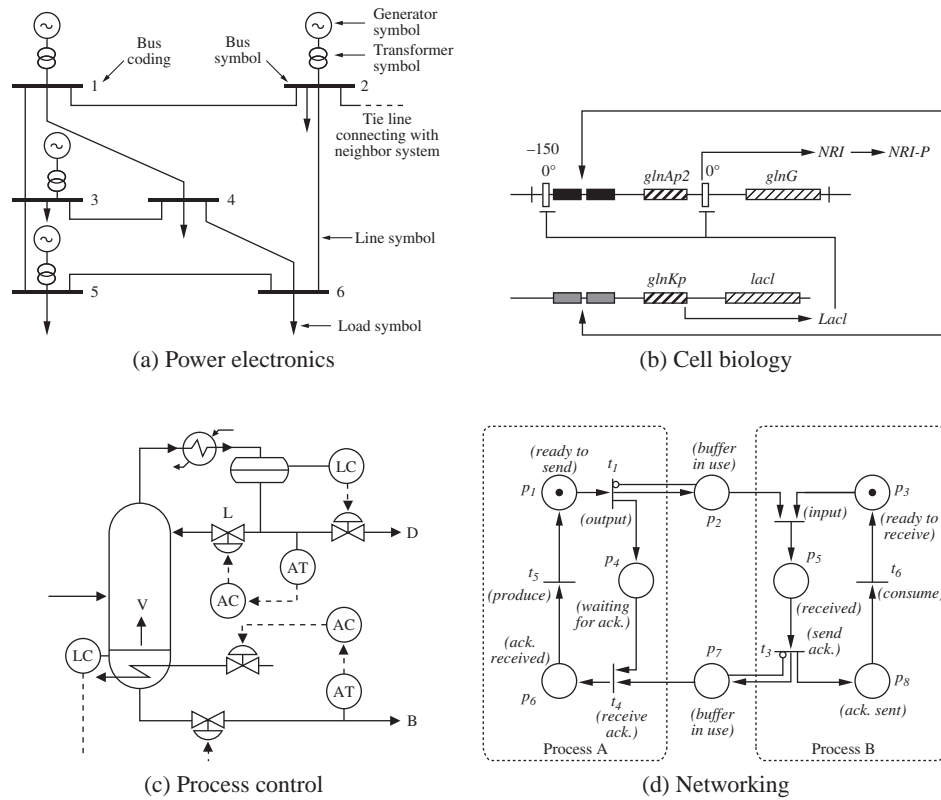 Generator
symbol
Transformer
symbol
Bus
coding
Bus
symbol
1
2
Tie line
connecting with
neighbor system
3
4
Line symbol
5
6
Load symbol
(a) Power electronics
–150
0°
0°
NRI
NRI-P
glnAp2
glnG
glnKp
lacI
LacI
(b) Cell biology
LC
L
D
AT
AC
V
AC
LC
AT
B
(c) Process control
(ready to
send)
t1
(buffer
in use)
p1
p2
p3
(output)
(input)
(ready to
receive)
p4
p5
t5
t6
(produce)
(consume)
(waiting
for ack.)
(received)
(ack.
received)
p7
t3
(send
ack.)
p6
t4
p8
(receive
ack.)
(buffer
in use)
(ack. sent)
Process A
Process B
(d) Networking